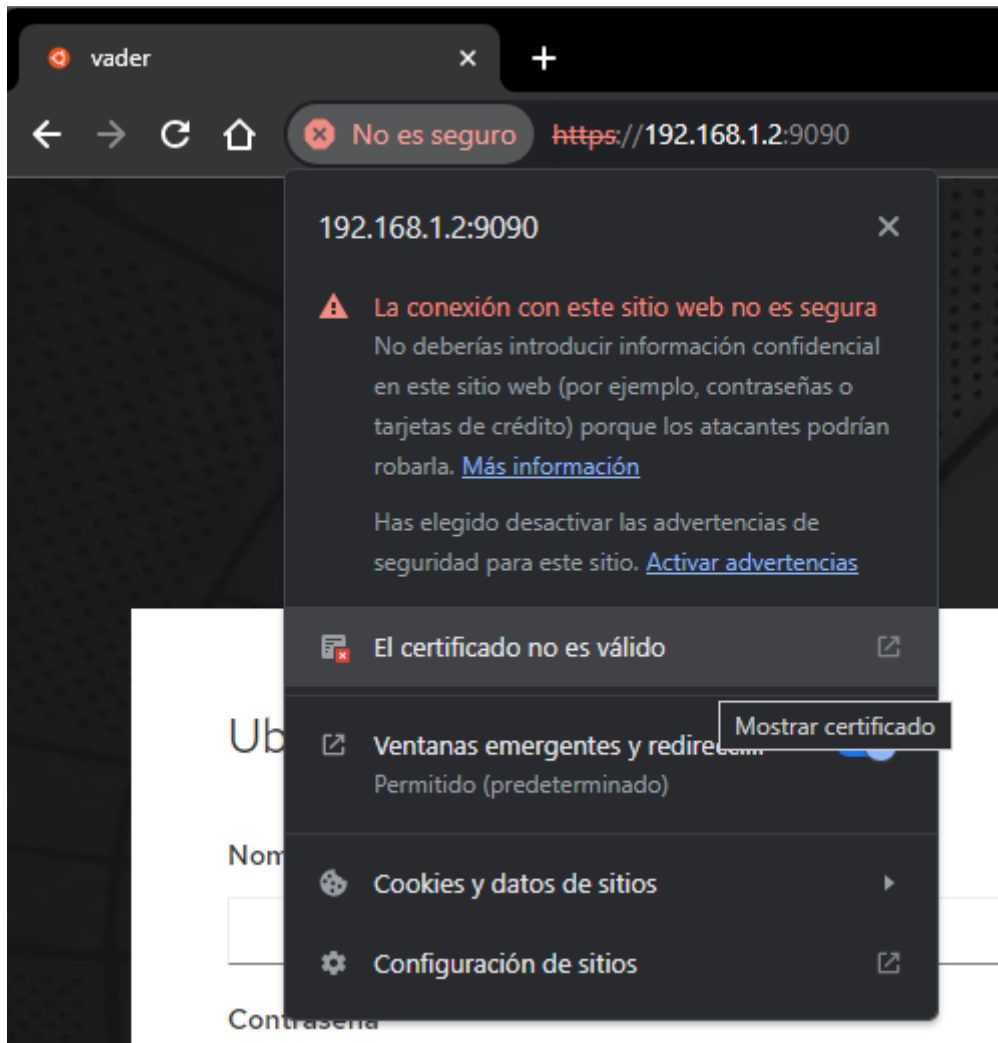 vader
No es seguro https://192.168.1.2:9090
192.168.1.2:9090
La conexión con este sitio web no es segura
No deberías introducir información confidencial
en este sitio web (por ejemplo, contraseñas o
tarjetas de crédito) porque los atacantes podrían
robarla. Más información
Has elegido desactivar las advertencias de
seguridad para este sitio. Activar advertencias
El certificado no es válido
Mostrar certificado
Ub
Ventanas emergentes y redirecci...
Permitido (predeterminado)
Nom
Cookies y datos de sitios
Configuración de sitios
Contraseña